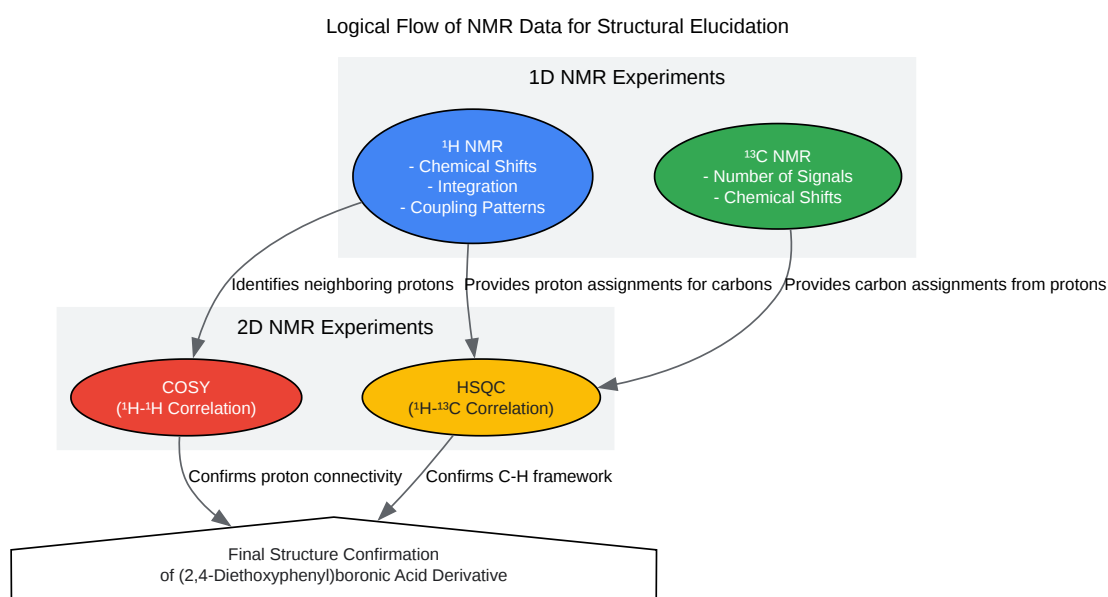 Logical Flow of NMR Data for Structural Elucidation
1D NMR Experiments
¹H NMR
- Chemical Shifts
- Integration
- Coupling Patterns
¹³C NMR
- Number of Signals
- Chemical Shifts
Identifies neighboring protons
Provides proton assignments for carbons
Provides carbon assignments from protons
2D NMR Experiments
COSY
(¹H-¹H Correlation)
HSQC
(¹H-¹³C Correlation)
Confirms proton connectivity
Confirms C-H framework
Final Structure Confirmation
of (2,4-Diethoxyphenyl)boronic Acid Derivative